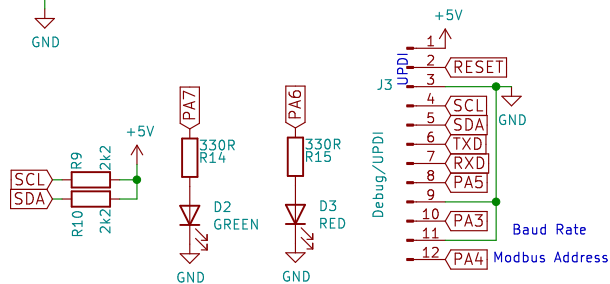 GND
+5V
SCL
SDA
R9
2k2
R10
2k2
PA7
330R
R14
D2
GREEN
GND
PA6
330R
R15
D3
RED
GND
+5V
UPDI
J3
Debug/UPDI
1
2 RESET
3
GND
4 SCL
5 SDA
6 TXD
7 RXD
8 PA5
9
10 PA3
Baud Rate
11
12 PA4 Modbus Address